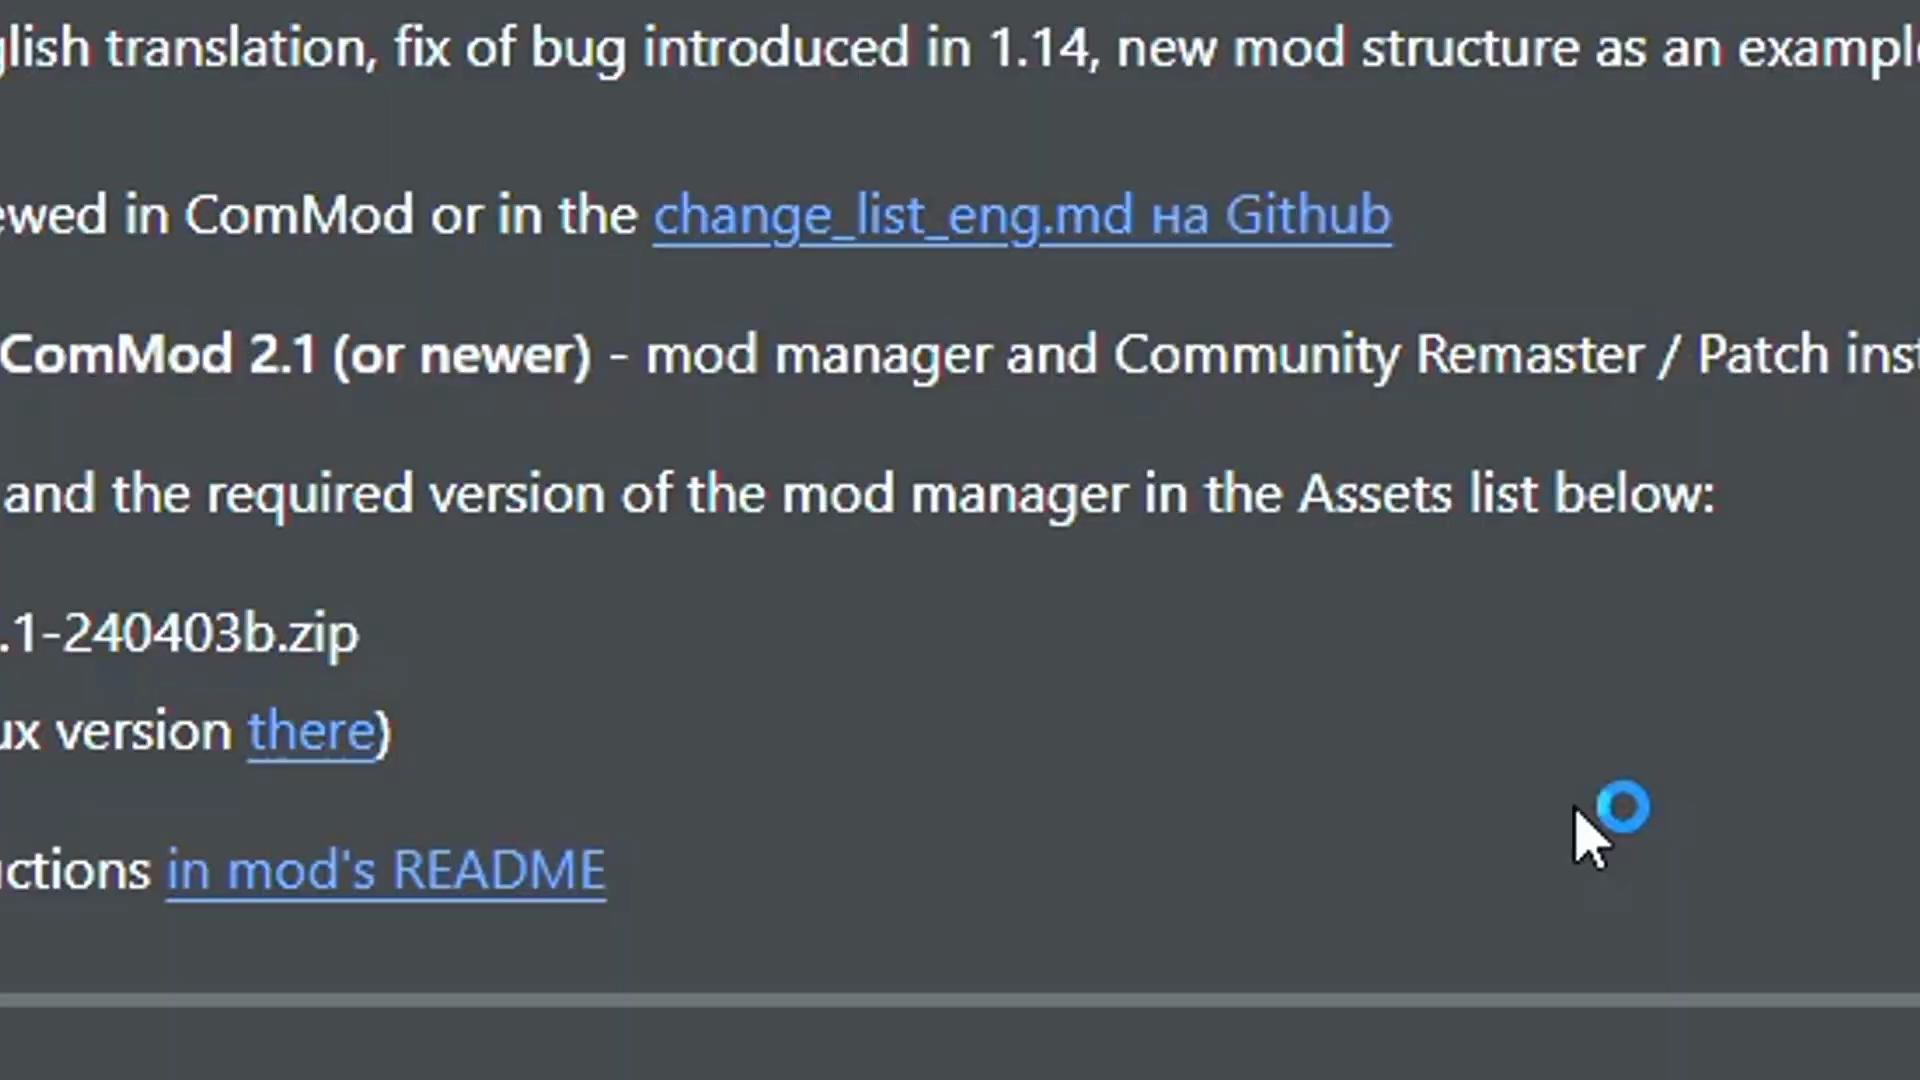 glish translation, fix of bug introduced in 1.14, new mod structure as an example
ewed in ComMod or in the change_list_eng.md на Github
ComMod 2.1 (or newer) - mod manager and Community Remaster / Patch inst
and the required version of the mod manager in the Assets list below:
.1-240403b.zip
ux version there)
uctions in mod's README